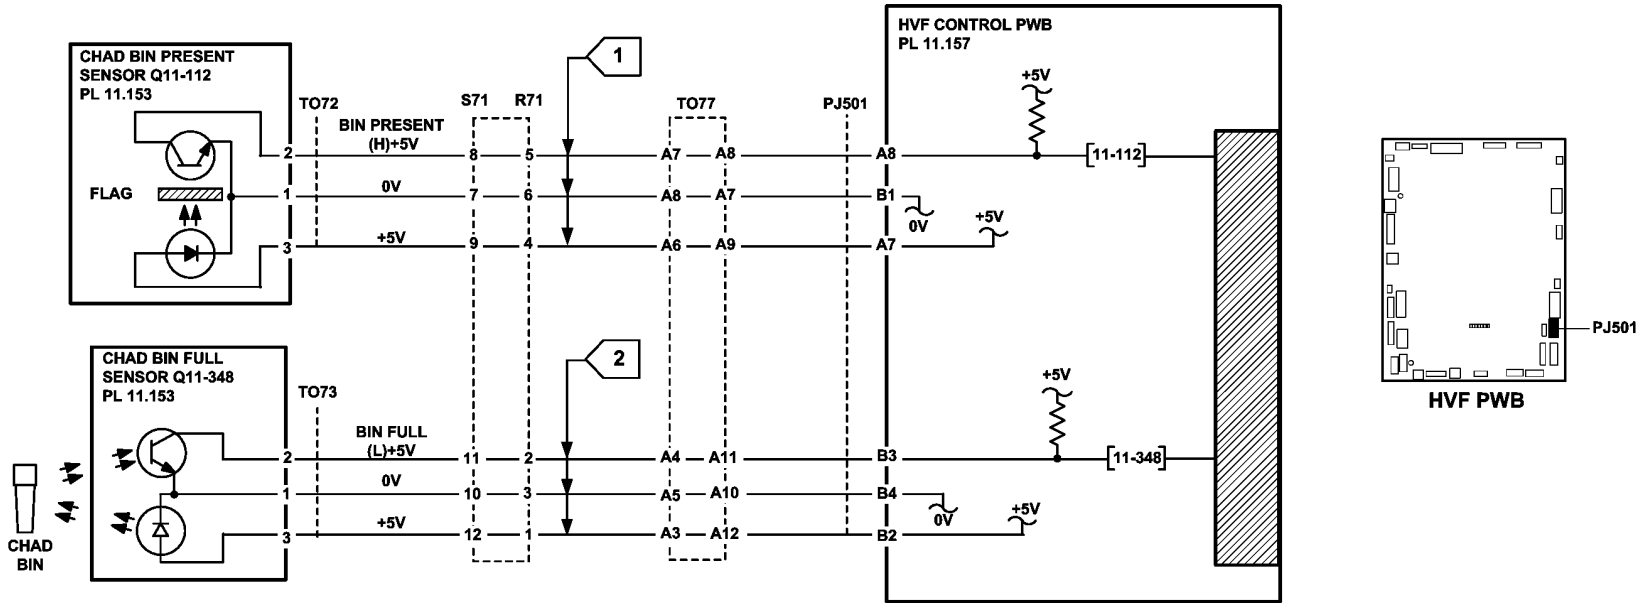 HVF CONTROL PWB
PL 11.157
CHAD BIN PRESENT
SENSOR Q11-112
PL 11.153
1
+5V
TO72
S71 R71
TO77
PJ501
BIN PRESENT
(H)+5V
2 8 5 A7 A8 A8 [11-112]
FLAG
0V
1 7 6 A8 A7 B1
0V
+5V
+5V
3 9 4 A6 A9 A7
PJ501
HVF PWB
CHAD BIN FULL
SENSOR Q11-348
PL 11.153
2
+5V
TO73
BIN FULL
(L)+5V
2 11 2 A4 A11 B3 [11-348]
0V
1 10 3 A5 A10 B4
0V
+5V
+5V
3 12 1 A3 A12 B2
CHAD
BIN